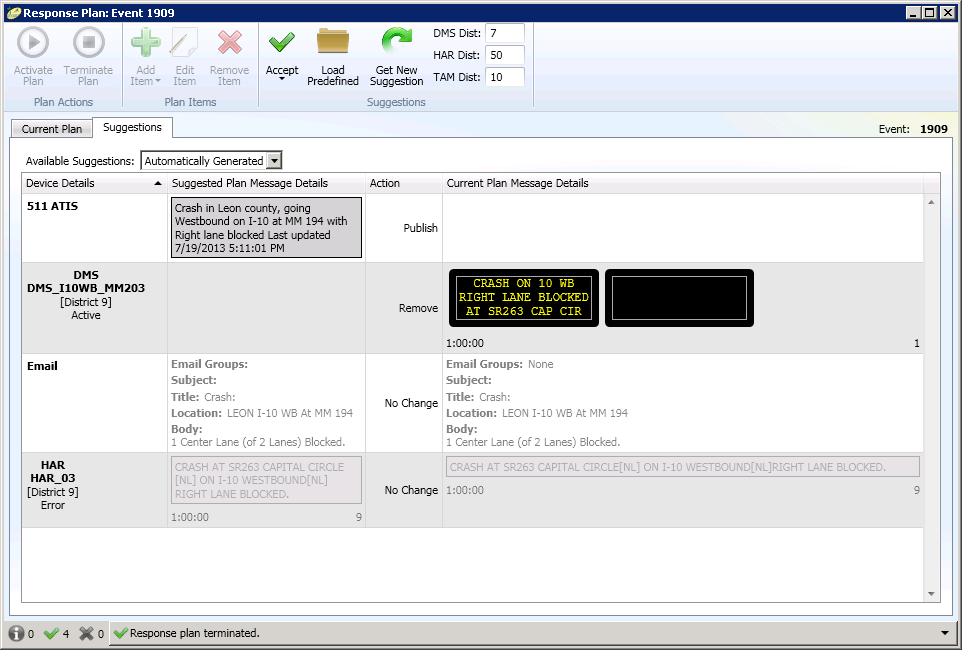 Response Plan: Event 1909
Activate Plan
Terminate Plan
Plan Actions
Add Item
Edit Item
Remove Item
Plan Items
Accept
Load Predefined
Get New Suggestion
DMS Dist: 7
HAR Dist: 50
TAM Dist: 10
Suggestions
Current Plan
Suggestions
Event: 1909
Available Suggestions: Automatically Generated
Device Details
Suggested Plan Message Details
Action
Current Plan Message Details
511 ATIS
Crash in Leon county, going
Westbound on I-10 at MM 194 with
Right lane blocked Last updated
7/19/2013 5:11:01 PM
Publish
DMS
DMS_I10WB_MM203
[District 9]
Active
Remove
CRASH ON 10 WB
RIGHT LANE BLOCKED
AT SR263 CAP CIR
1:00:00
1
Email
Email Groups:
Subject:
Title: Crash:
Location: LEON I-10 WB At MM 194
Body:
1 Center Lane (of 2 Lanes) Blocked.
No Change
Email Groups: None
Subject:
Title: Crash:
Location: LEON I-10 WB At MM 194
Body:
1 Center Lane (of 2 Lanes) Blocked.
HAR
HAR_03
[District 9]
Error
CRASH AT SR263 CAPITAL CIRCLE
[NL] ON I-10 WESTBOUND[NL]
RIGHT LANE BLOCKED.
1:00:00
9
No Change
CRASH AT SR263 CAPITAL CIRCLE[NL] ON I-10 WESTBOUND[NL]RIGHT LANE BLOCKED.
1:00:00
9
0 4 0 Response plan terminated.